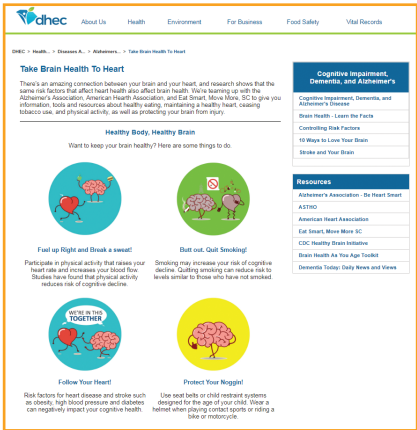 dhec
About Us Health Environment For Business Food Safety Vital Records
DHEC > Health... > Diseases A... > Alzheimers... > Take Brain Health To Heart
Take Brain Health To Heart
There's an amazing connection between your brain and your heart, and research shows that the
same risk factors that affect heart health also affect brain health. We're teaming up with the
Alzheimer's Association, American Hearth Association, and Eat Smart, Move More, SC to give you
information, tools and resources about healthy eating, maintaining a healthy heart, ceasing
tobacco use, and physical activity, as well as protecting your brain from injury.
Healthy Body, Healthy Brain
Want to keep your brain healthy? Here are some things to do.
Fuel up Right and Break a sweat!
Participate in physical activity that raises your
heart rate and increases your blood flow.
Studies have found that physical activity
reduces risk of cognitive decline.
Butt out. Quit Smoking!
Smoking may increase your risk of cognitive
decline. Quitting smoking can reduce risk to
levels similar to those who have not smoked.
WE'RE IN THIS
TOGETHER
Follow Your Heart!
Risk factors for heart disease and stroke such
as obesity, high blood pressure and diabetes
can negatively impact your cognitive health.
Protect Your Noggin!
Use seat belts or child restraint systems
designed for the age of your child. Wear a
helmet when playing contact sports or riding a
bike or motorcycle.
Cognitive Impairment,
Dementia, and Alzheimer's
Cognitive Impairment, Dementia, and
Alzheimer's Disease
Brain Health - Learn the Facts
Controlling Risk Factors
10 Ways to Love Your Brain
Stroke and Your Brain
Resources
Alzheimer's Association - Be Heart Smart
ASTHO
American Heart Association
Eat Smart, Move More SC
CDC Healthy Brain Initiative
Brain Health As You Age Toolkit
Dementia Today: Daily News and Views